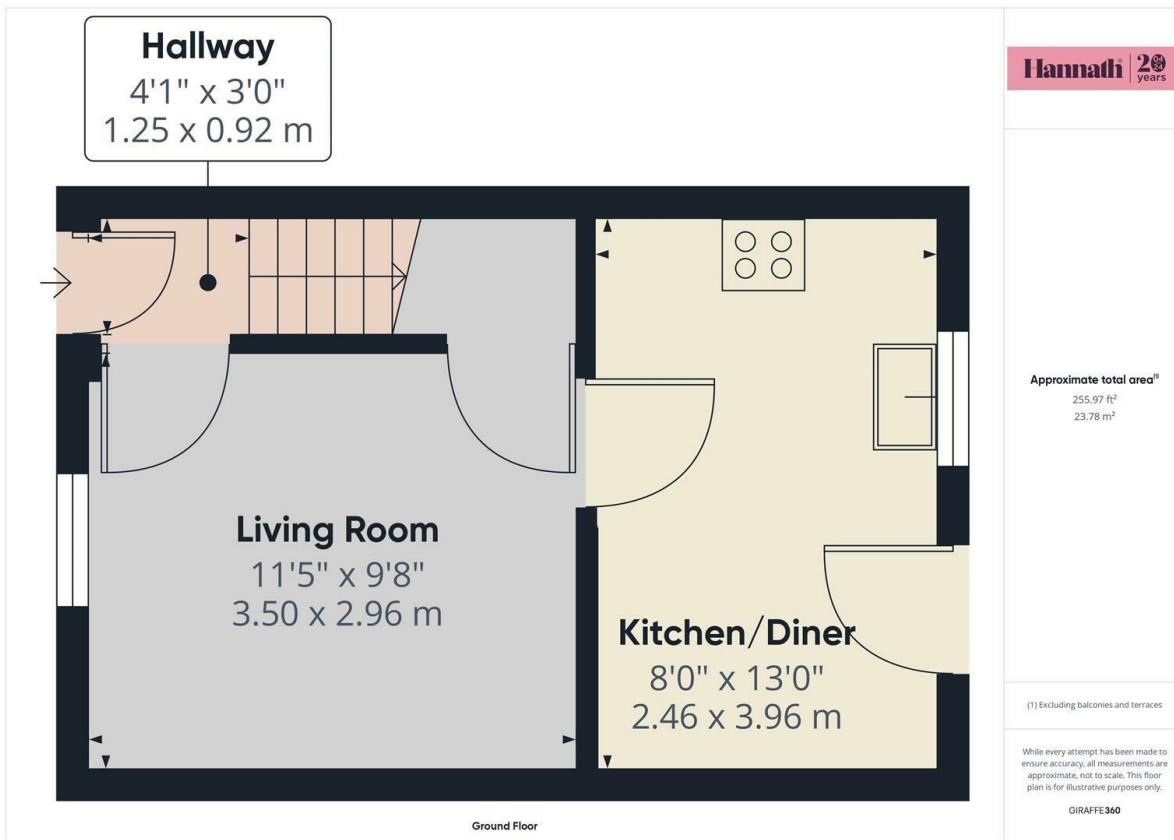 Hallway
4'1" x 3'0"
1.25 x 0.92 m
Living Room
11'5" x 9'8"
3.50 x 2.96 m
Kitchen/Diner
8'0" x 13'0"
2.46 x 3.96 m
Ground Floor
Hannath
20
years
Approximate total area⁽¹⁾
255.97 ft²
23.78 m²
(1) Excluding balconies and terraces
While every attempt has been made to
ensure accuracy, all measurements are
approximate, not to scale. This floor
plan is for illustrative purposes only.
GIRAFFE360